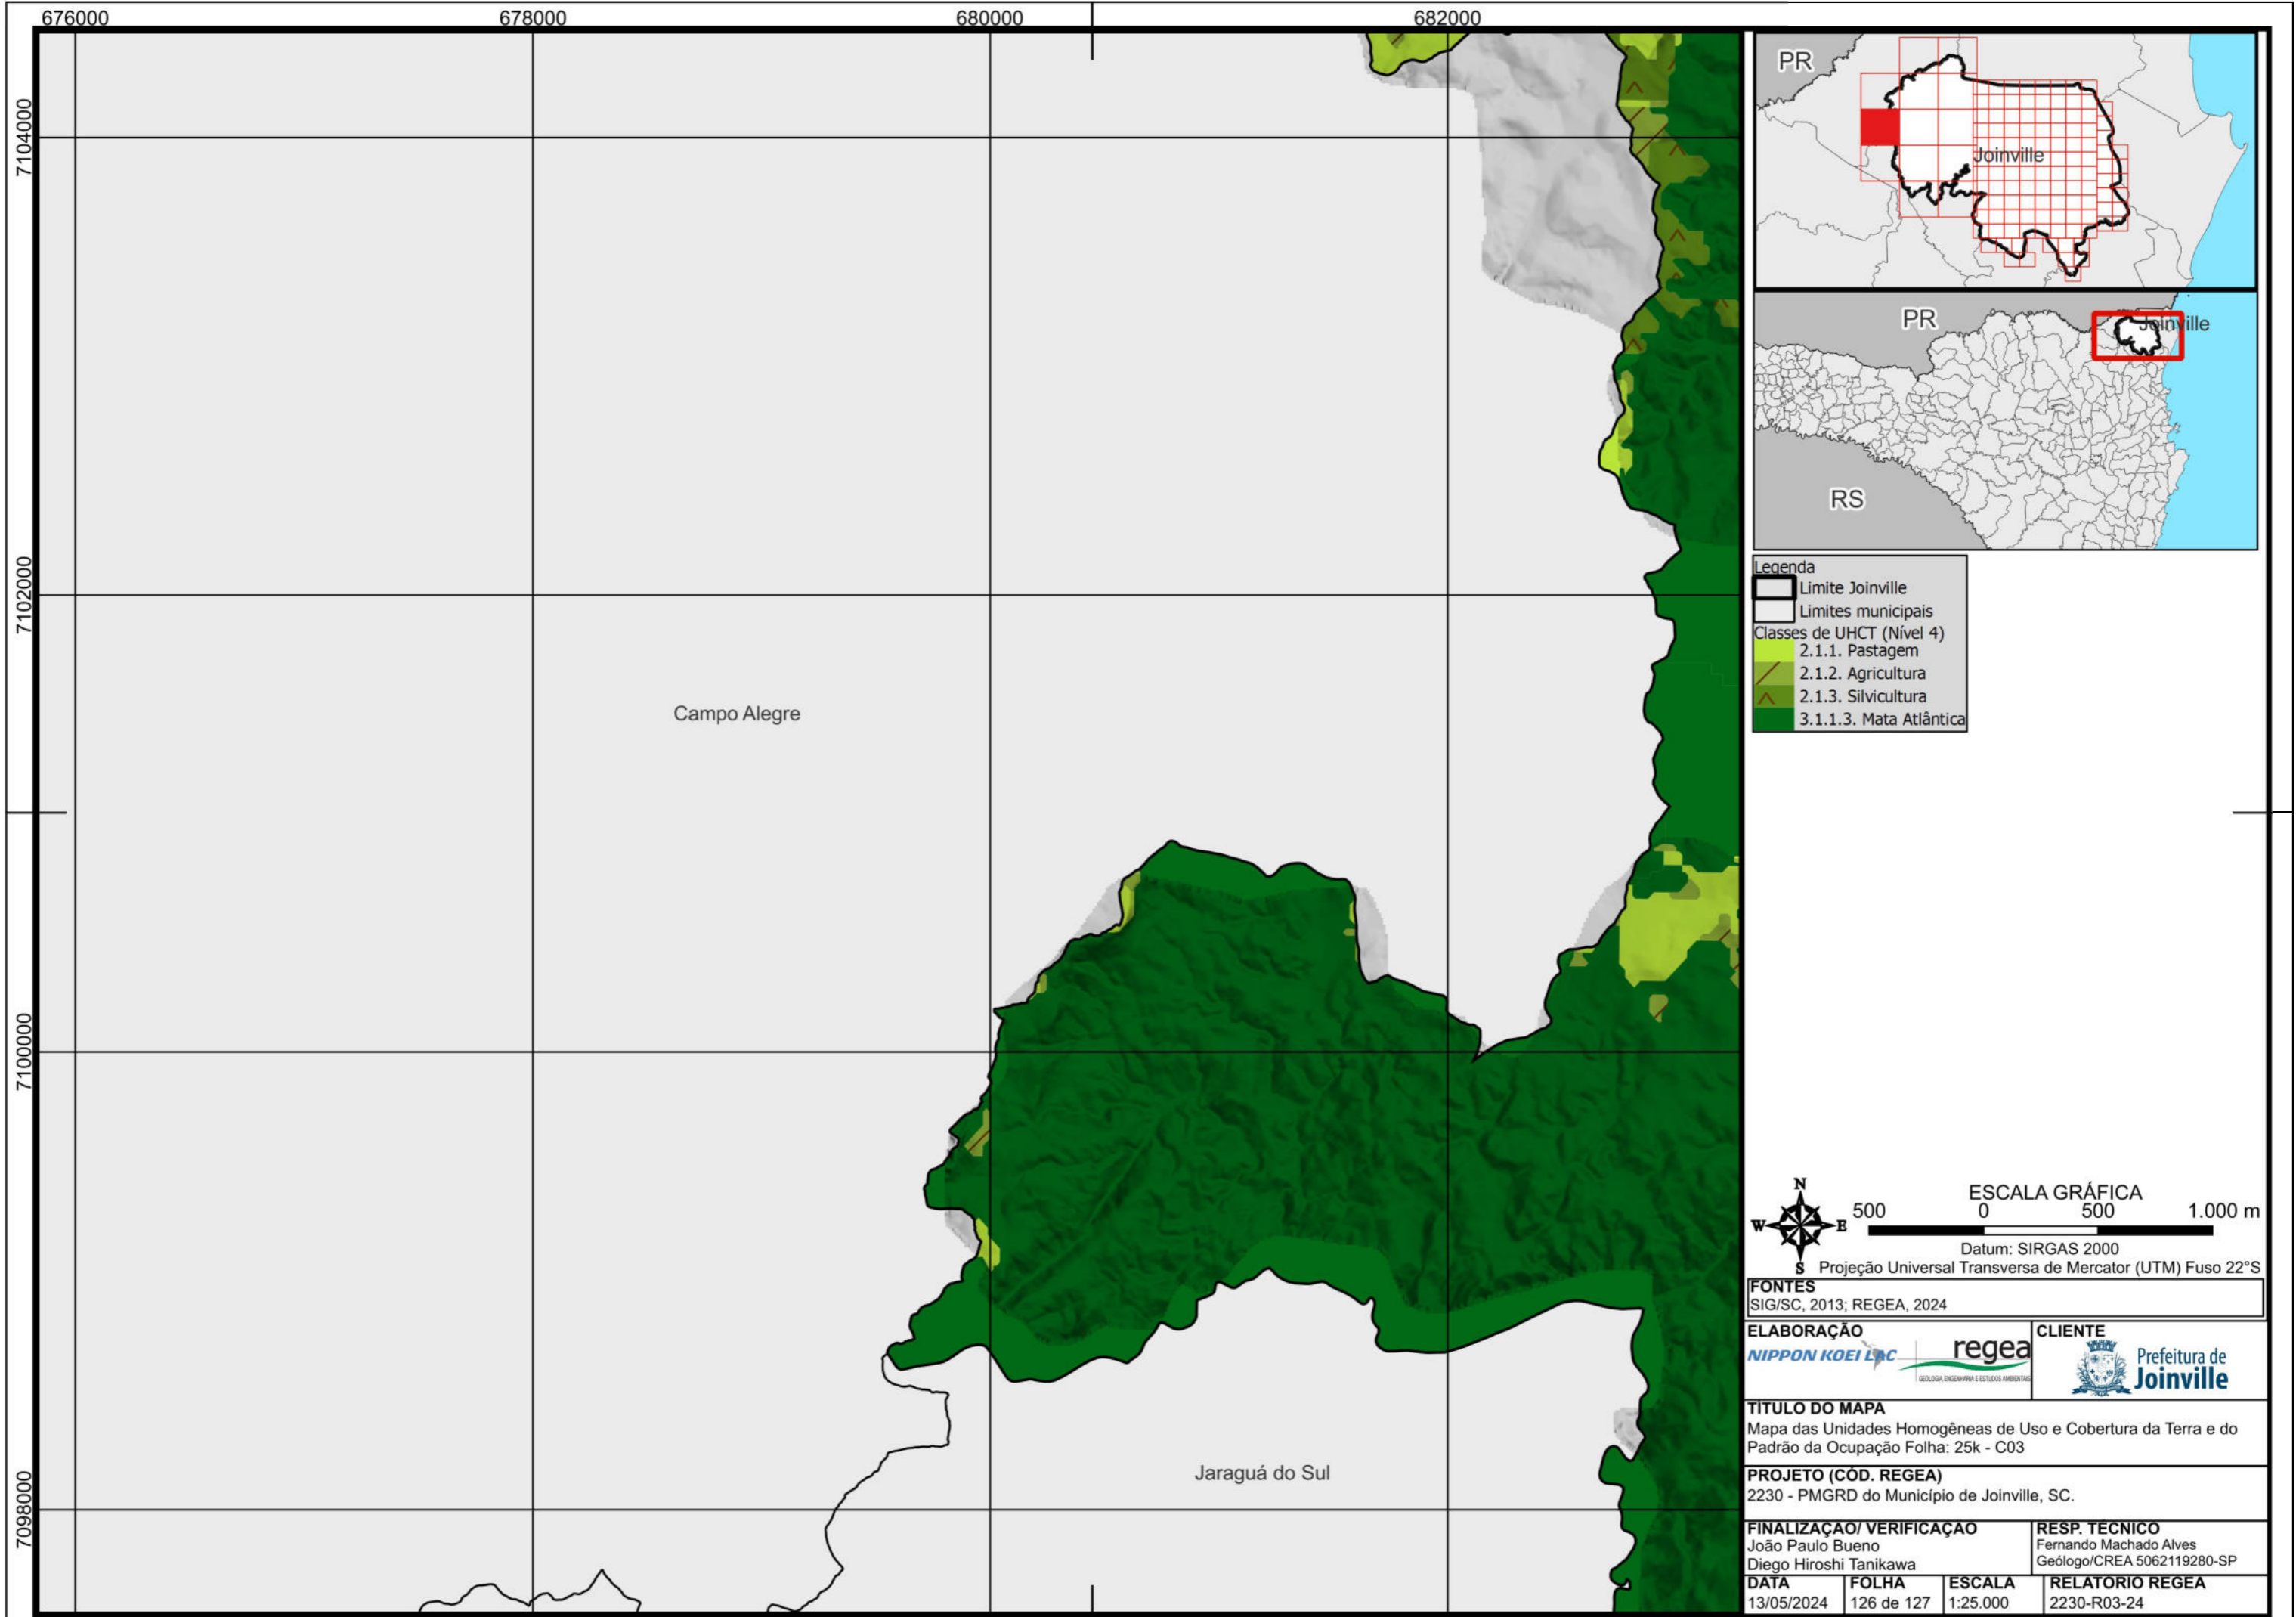 676000
678000
680000
682000
7104000
7102000
7100000
7098000
Campo Alegre
Jaraguá do Sul
PR
Joinville
PR
Joinville
RS
Legenda
Limite Joinville
Limites municipais
Classes de UHCT (Nível 4)
2.1.1. Pastagem
2.1.2. Agricultura
2.1.3. Silvicultura
3.1.1.3. Mata Atlântica
N
W
E
S
ESCALA GRÁFICA
500 0 500 1.000 m
Datum: SIRGAS 2000
Projeção Universal Transversa de Mercator (UTM) Fuso 22°S
FONTES
SIG/SC, 2013; REGEA, 2024
ELABORAÇÃO
NIPPON KOEI LAC
regea
GEOLOGIA, ENGENHARIA E ESTUDOS AMBIENTAIS
CLIENTE
Prefeitura de
Joinville
TÍTULO DO MAPA
Mapa das Unidades Homogêneas de Uso e Cobertura da Terra e do
Padrão da Ocupação Folha: 25k - C03
PROJETO (CÓD. REGEA)
2230 - PMGRD do Município de Joinville, SC.
FINALIZAÇÃO/ VERIFICAÇÃO
João Paulo Bueno
Diego Hiroshi Tanikawa
RESP. TÉCNICO
Fernando Machado Alves
Geólogo/CREA 5062119280-SP
DATA
13/05/2024
FOLHA
126 de 127
ESCALA
1:25.000
RELATÓRIO REGEA
2230-R03-24